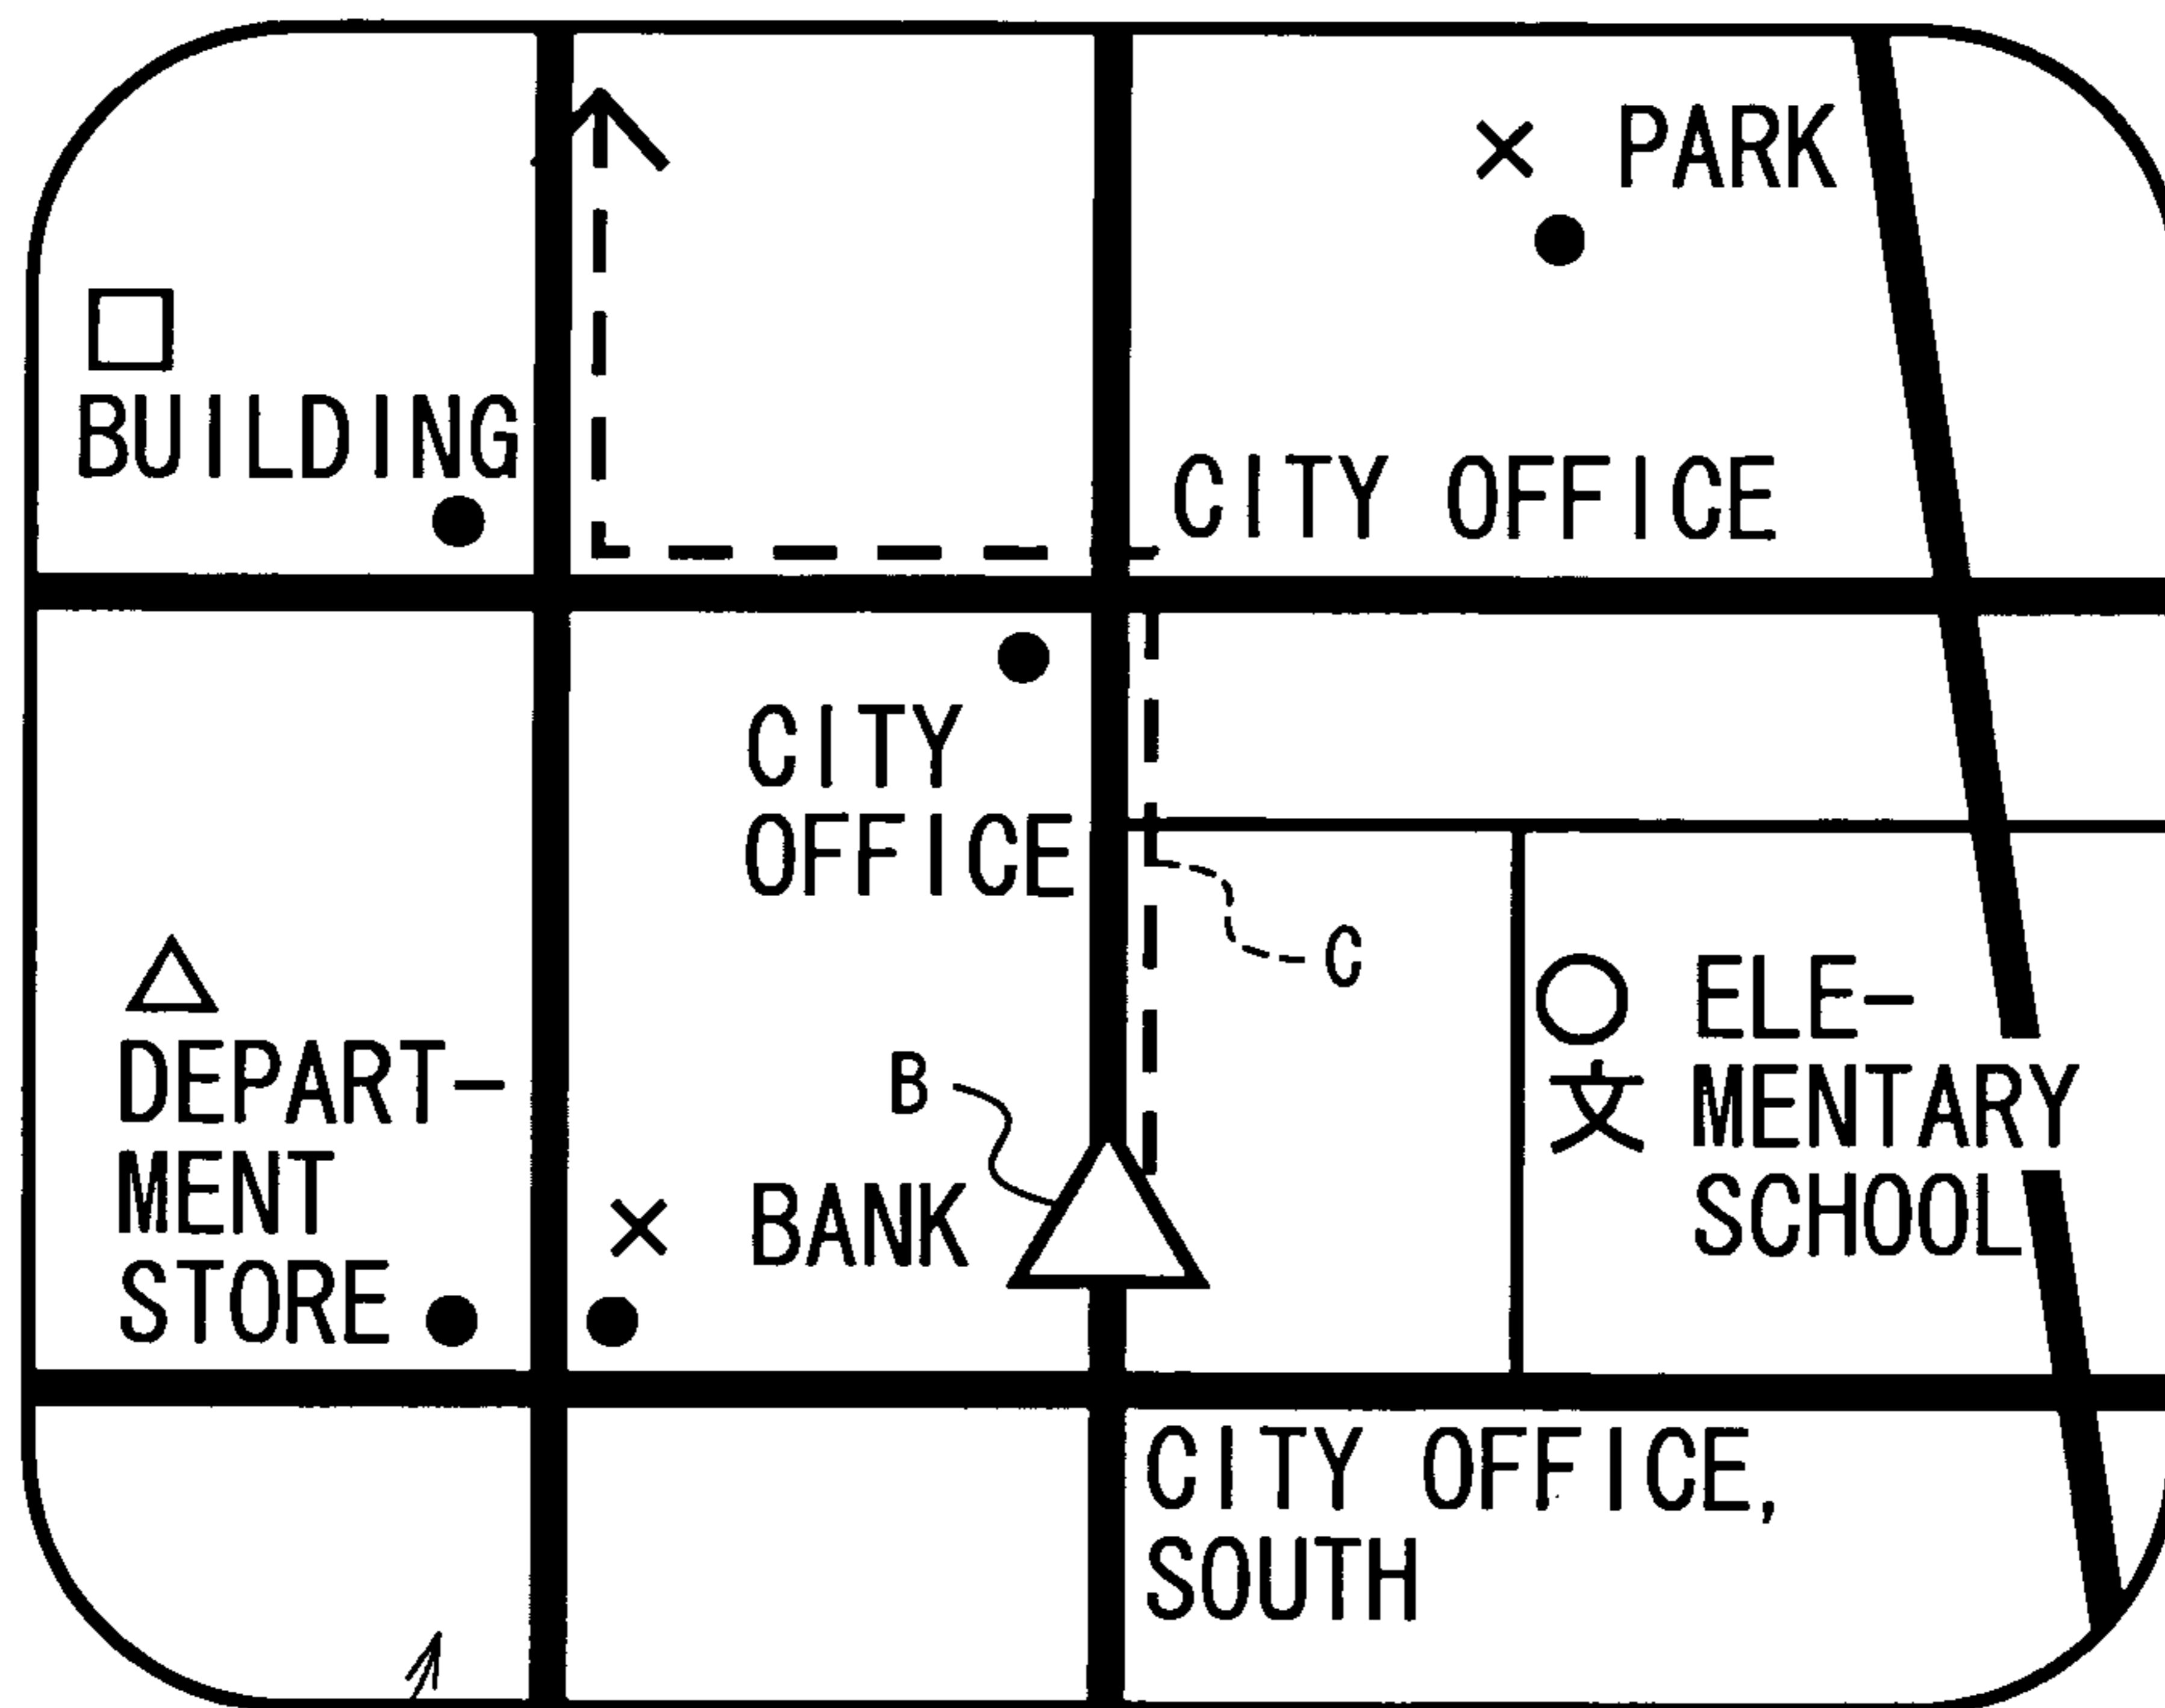 × PARK
BUILDING
CITY OFFICE
CITY
OFFICE
C
DEPART-
MENT
STORE
B
× BANK
文
ELE-
MENTARY
SCHOOL
CITY OFFICE,
SOUTH